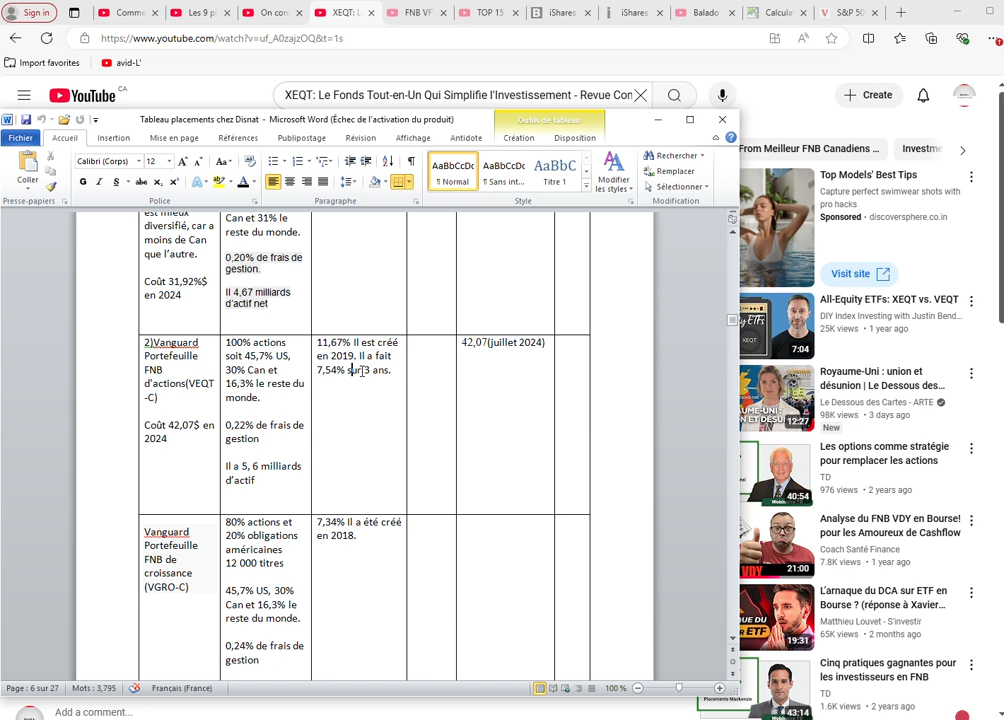 Sign in
Comme
Les 9 pi
On con
XEQT: L
FNB VF
TOP 15
iShares
iShares
Balado
Calcula
S&P 50
https://www.youtube.com/watch?v=uf_A0zajzOQ&t=1s
Import favorites
avid-L'
YouTube CA
XEQT: Le Fonds Tout-en-Un Qui Simplifie l'Investissement - Revue Con
Create
Tableau placements chez Disnat - Microsoft Word (Échec de l'activation du produit)
Outils de tableau
Fichier
Accueil
Insertion
Mise en page
Références
Publipostage
Révision
Affichage
Antidote
Création
Disposition
Coller
Calibri (Corps)
12
G I S abc x₂ x² A
AaBbCcDc
¶ Normal
AaBbCcDc
¶ Sans int...
AaBbC
Titre 1
Modifier
les styles
Rechercher
Remplacer
Sélectionner
Presse-papiers
Police
Paragraphe
Style
Modification
est mieux
diversifié, car a
moins de Can
que l'autre.
Coût 31,92%$
en 2024
Can et 31% le
reste du monde.
0,20% de frais de
gestion.
Il 4,67 milliards
d'actif net
2)Vanguard
Portefeuille
FNB
d'actions(VEQT
-C)
Coût 42,07$ en
2024
100% actions
soit 45,7% US,
30% Can et
16,3% le reste du
monde.
0,22% de frais de
gestion
Il a 5, 6 milliards
d'actif
11,67% Il est créé
en 2019. Il a fait
7,54% sur 3 ans.
42,07(juillet 2024)
Vanguard
Portefeuille
FNB de
croissance
(VGRO-C)
80% actions et
20% obligations
américaines
12 000 titres
45,7% US, 30%
Can et 16,3% le
reste du monde.
0,24% de frais de
gestion
7,34% Il a été créé
en 2018.
Page : 6 sur 27
Mots : 3,795
Français (France)
100 %
Add a comment...
From Meilleur FNB Canadiens ...
Investme
Top Models' Best Tips
Capture perfect swimwear shots with
pro hacks
Sponsored · discoversphere.co.in
Visit site
All-Equity ETFs: XEQT vs. VEQT
DIY Index Investing with Justin Bend...
25K views · 1 year ago
7:04
Royaume-Uni : union et
désunion | Le Dessous des...
Le Dessous des Cartes - ARTE
98K views · 3 days ago
New
12:27
Les options comme stratégie
pour remplacer les actions
TD
976 views · 2 years ago
40:54
Analyse du FNB VDY en Bourse!
pour les Amoureux de Cashflow
Coach Santé Finance
7.8K views · 1 year ago
21:00
L'arnaque du DCA sur ETF en
Bourse ? (réponse à Xavier...
Matthieu Louvet - S'investir
65K views · 2 months ago
19:31
Cinq pratiques gagnantes pour
les investisseurs en FNB
TD
1.6K views · 2 years ago
43:14
Placements Mackenzie